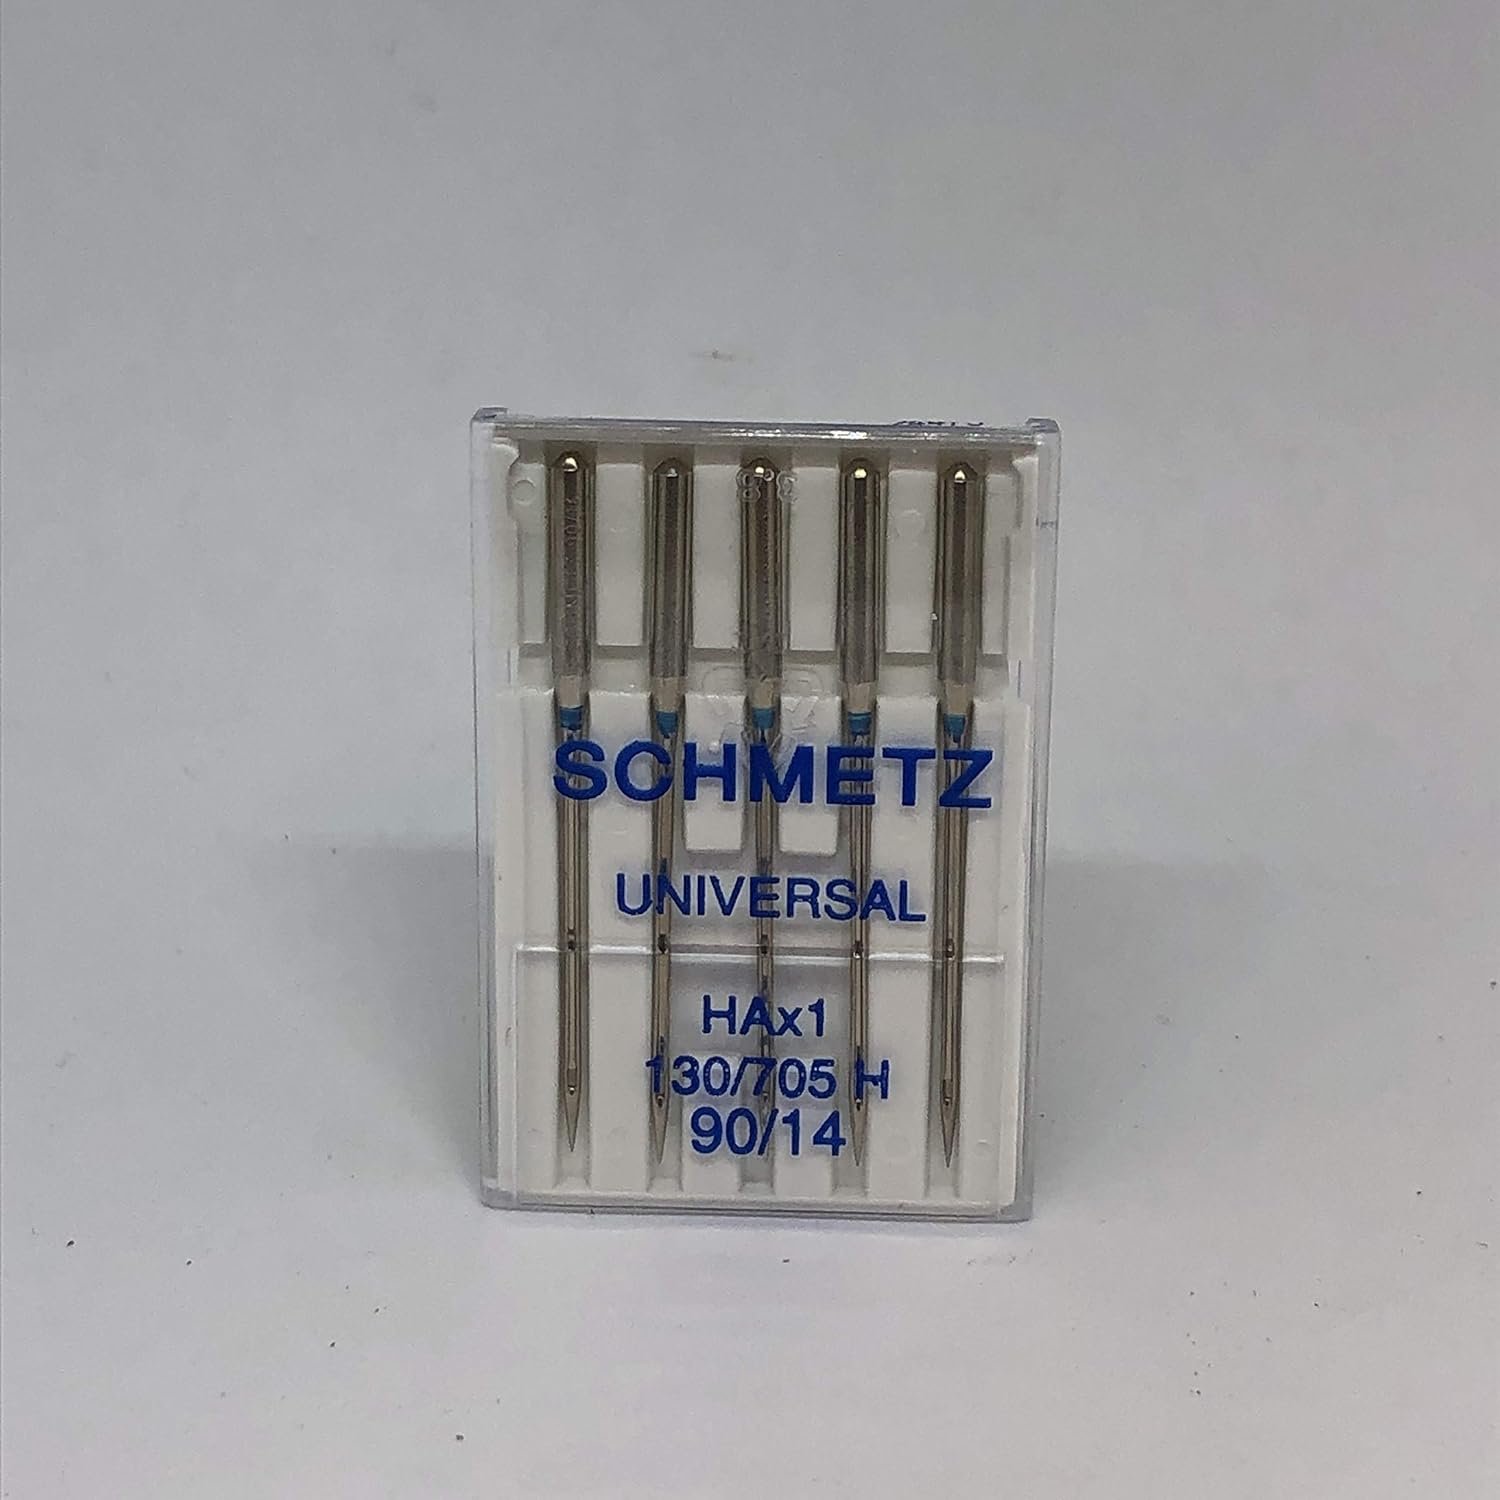 SCHMETZ
UNIVERSAL
HAx1
130/705 H
90/14